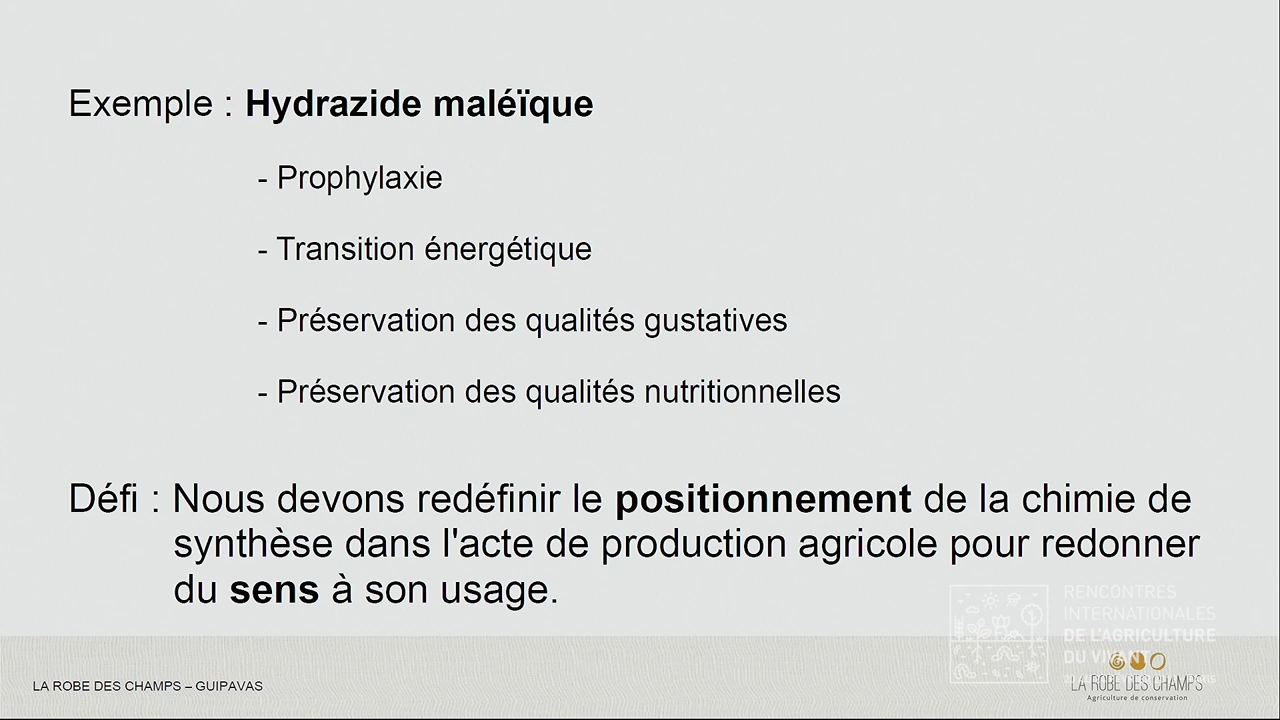 Exemple : Hydrazide maléïque
- Prophylaxie
- Transition énergétique
- Préservation des qualités gustatives
- Préservation des qualités nutritionnelles
Défi : Nous devons redéfinir le positionnement de la chimie de
synthèse dans l'acte de production agricole pour redonner
du sens à son usage.
RENCONTRES
INTERNATIONALES
DE L'AGRICULTURE
DU VIVANT
LA ROBE DES CHAMPS – GUIPAVAS
LA ROBE DES CHAMPS
Agriculture de conservation